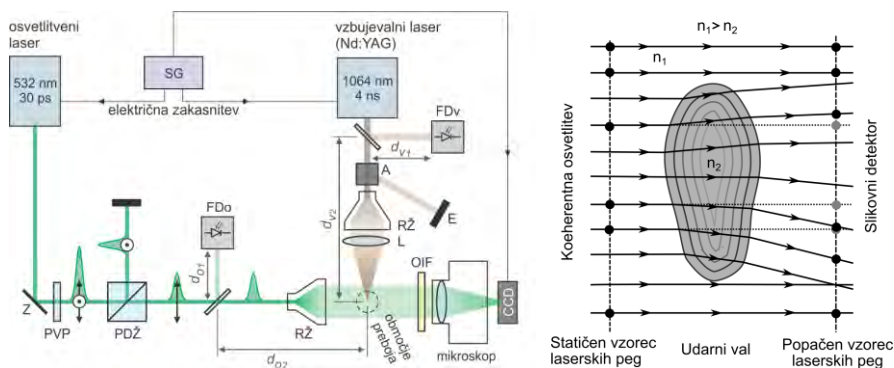 osvetlitveni
laser
532 nm
30 ps
SG
električna zakasnitev
vzbujevalni laser
(Nd:YAG)
1064 nm
4 ns
FDv
dV1
A
dV2
E
RŽ
L
FDo
dO1
OIF
CCD
Z
PVP
PDŽ
RŽ
območje
preboja
mikroskop
dO2
n1> n2
n1
n2
Koeherentna osvetlitev
Slikovni detektor
Statičen vzorec
laserskih peg
Udarni val
Popačen vzorec
laserskih peg